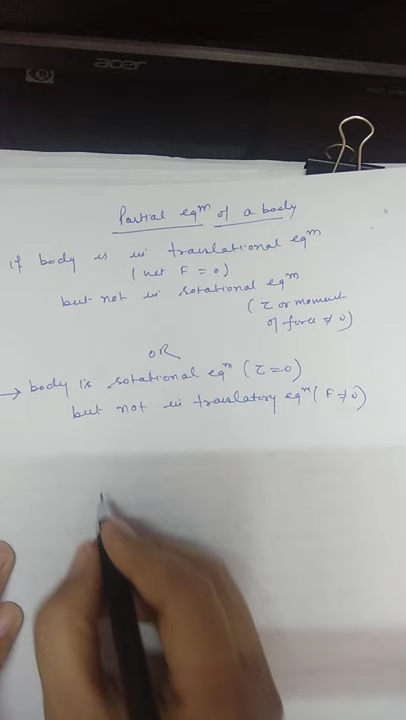 acer
Partial eqᵐ of a body
if body is in translational eqᵐ
( net F = 0)
but not in rotational eqᵐ
( τ or moment
of force ≠ 0)
OR
→ body is rotational eqᵐ ( τ = 0)
but not in translatory eqᵐ ( F ≠ 0)